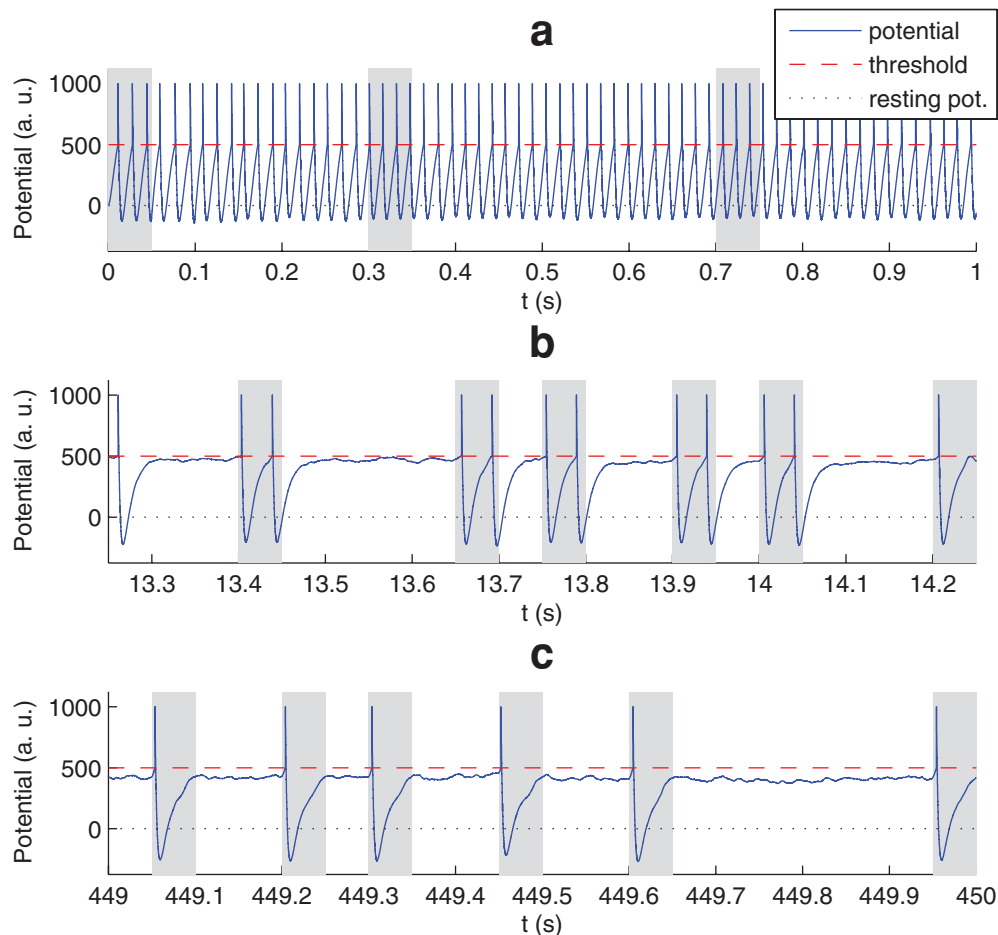 a
potential
threshold
resting pot.
Potential (a. u.)
1000
500
0
0 0.1 0.2 0.3 0.4 0.5 0.6 0.7 0.8 0.9 1
t (s)
b
Potential (a. u.)
1000
500
0
13.3 13.4 13.5 13.6 13.7 13.8 13.9 14 14.1 14.2
t (s)
c
Potential (a. u.)
1000
500
0
449 449.1 449.2 449.3 449.4 449.5 449.6 449.7 449.8 449.9 450
t (s)